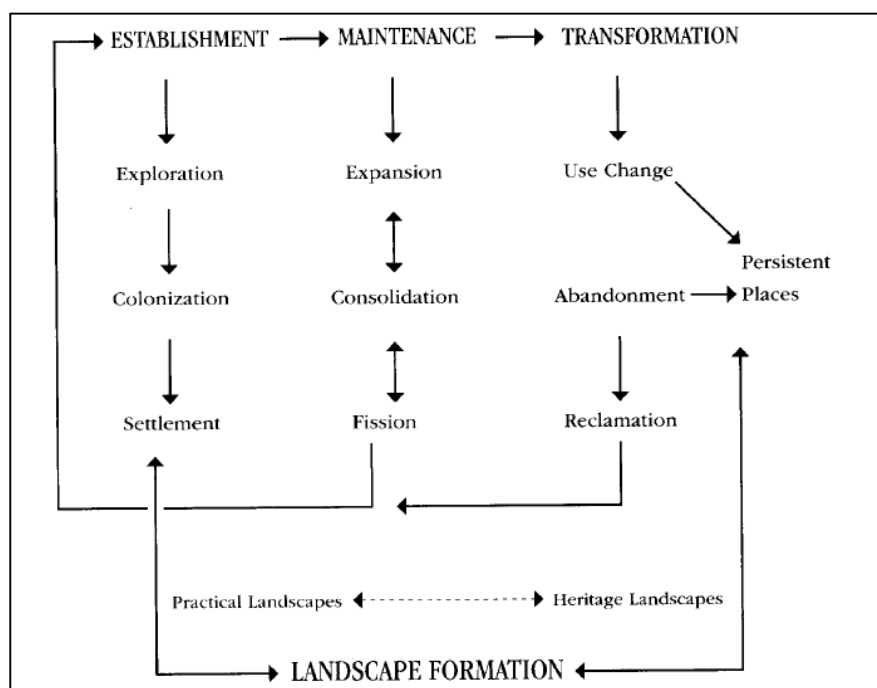 ESTABLISHMENT MAINTENANCE TRANSFORMATION
Exploration Expansion Use Change
Persistent
Colonization Consolidation Abandonment Places
Settlement Fission Reclamation
Practical Landscapes Heritage Landscapes
LANDSCAPE FORMATION